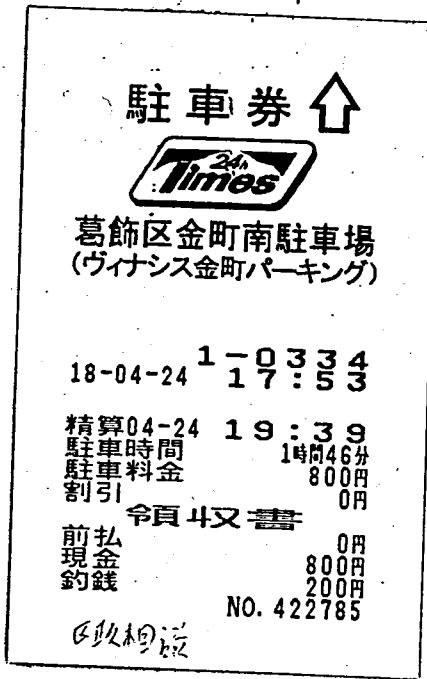 駐車券
24h
Times
葛飾区金町南駐車場
(ヴィナシス金町パーキング)
1-0334
18-04-24 17:53
精算04-24 19:39
駐車時間 1時間46分
駐車料金 800円
割引 0円
領収書
前払 0円
現金 800円
釣銭 200円
NO. 422785
区政相談